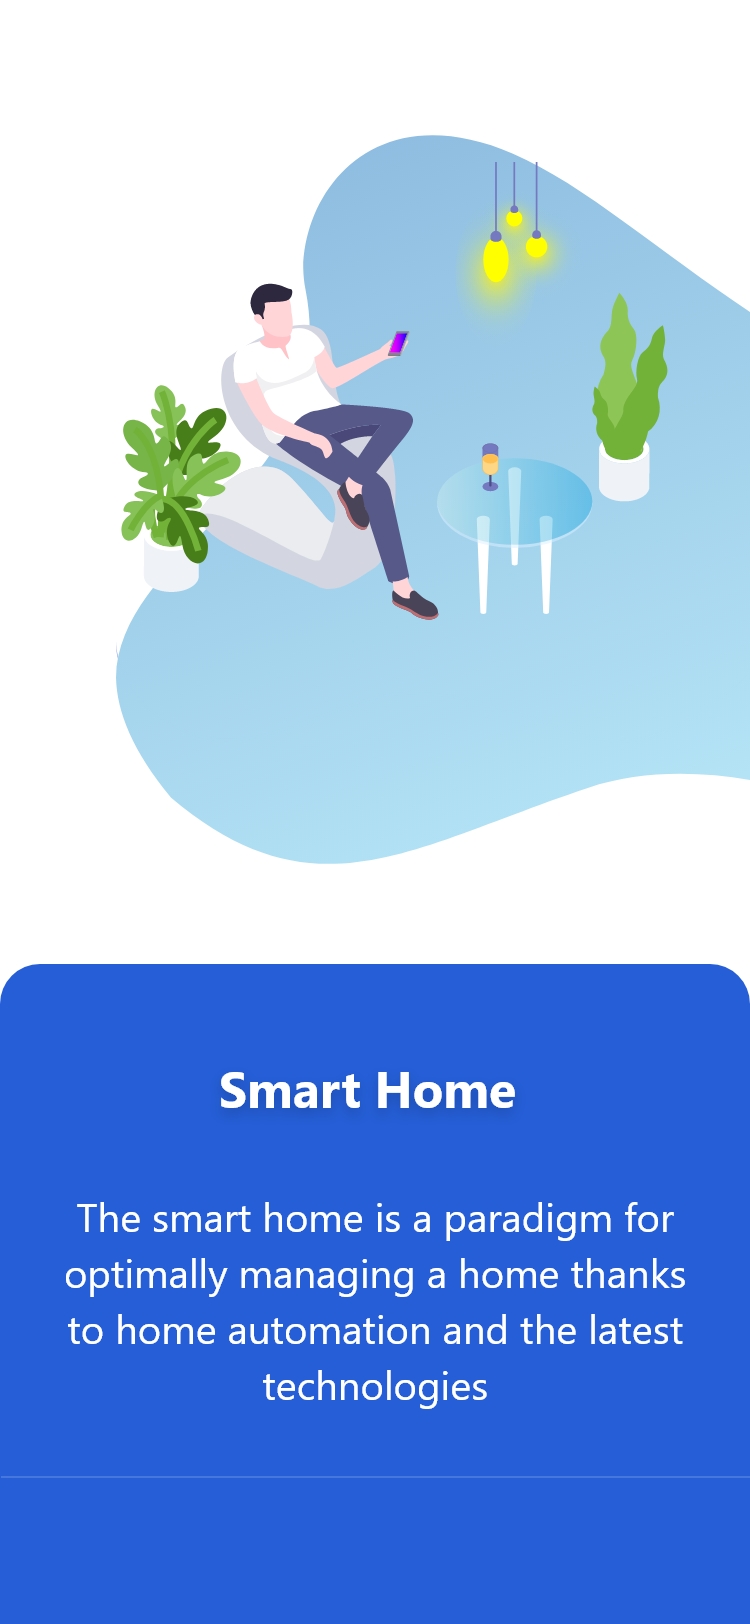 Smart Home
The smart home is a paradigm for
optimally managing a home thanks
to home automation and the latest
technologies